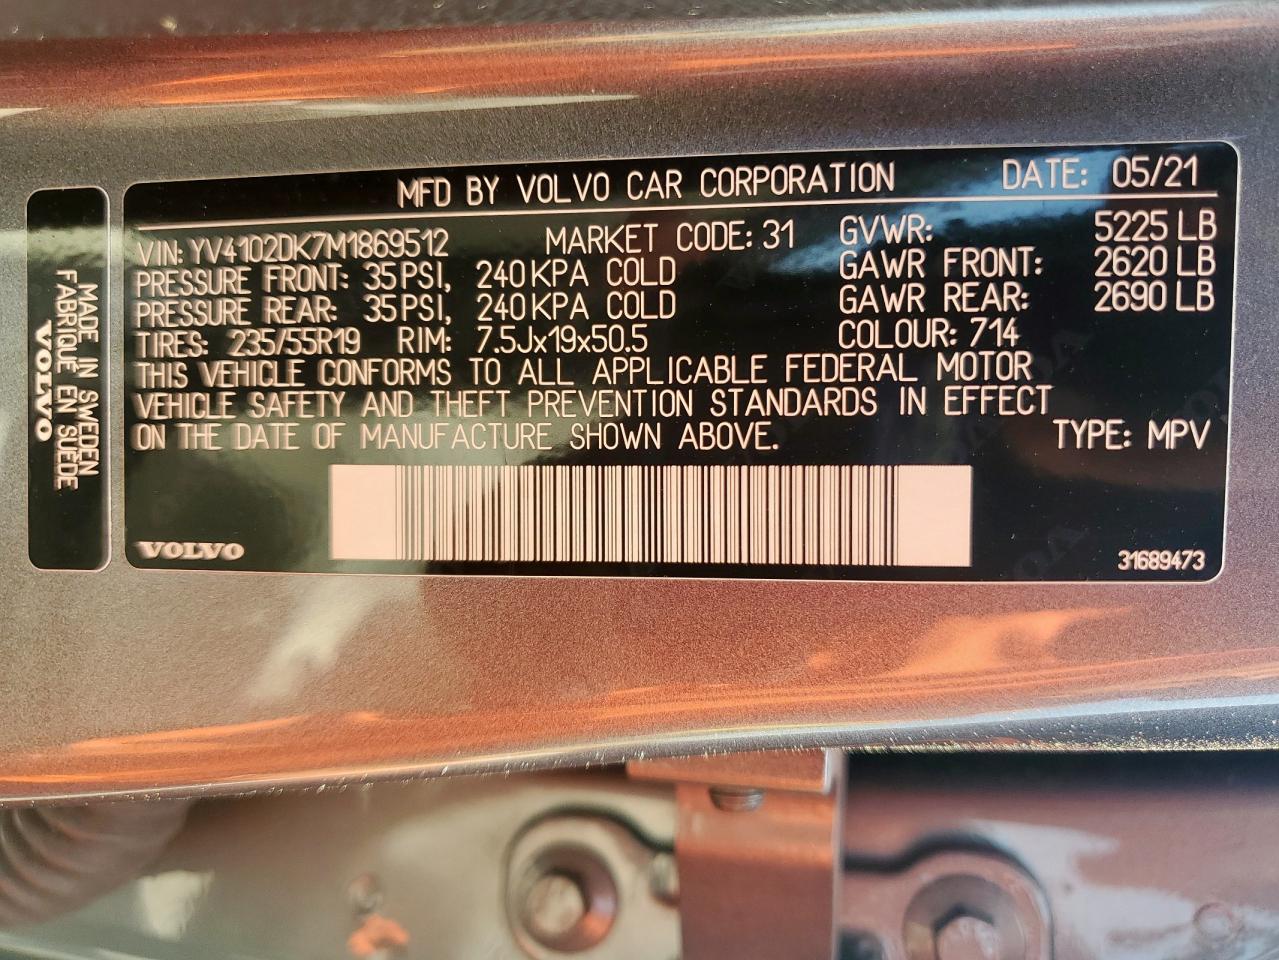 MFD BY VOLVO CAR CORPORATION DATE: 05/21
VIN: YV4102DK7M1869512 MARKET CODE: 31 GVWR: 5225 LB
PRESSURE FRONT: 35 PSI, 240 KPA COLD GAWR FRONT: 2620 LB
PRESSURE REAR: 35 PSI, 240 KPA COLD GAWR REAR: 2690 LB
TIRES: 235/55R19 RIM: 7.5Jx19x50.5 COLOUR: 714
THIS VEHICLE CONFORMS TO ALL APPLICABLE FEDERAL MOTOR
VEHICLE SAFETY AND THEFT PREVENTION STANDARDS IN EFFECT
ON THE DATE OF MANUFACTURE SHOWN ABOVE. TYPE: MPV
VOLVO 31689473
MADE IN SWEDEN
FABRIQUE EN SUEDE
VOLVO